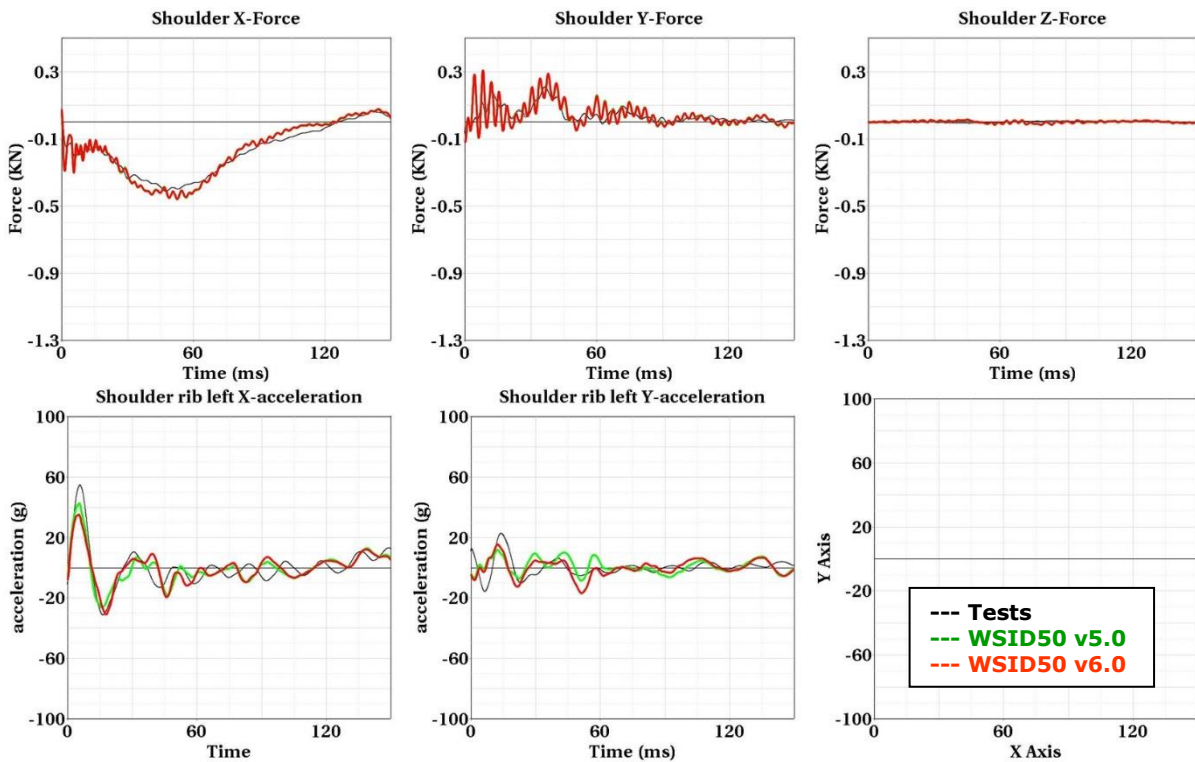 Shoulder X-Force
Force (KN)
0.3
-0.1
-0.5
-0.9
-1.3
0 60 120
Time (ms)
Shoulder Y-Force
Force (KN)
0.3
-0.1
-0.5
-0.9
-1.3
0 60 120
Time (ms)
Shoulder Z-Force
Force (KN)
0.3
-0.1
-0.5
-0.9
-1.3
0 60 120
Time (ms)
Shoulder rib left X-acceleration
acceleration (g)
100
60
20
-20
-60
-100
0 60 120
Time
Shoulder rib left Y-acceleration
acceleration (g)
100
60
20
-20
-60
-100
0 60 120
Time (ms)
Y Axis
100
60
20
-20
-60
-100
0 60 120
X Axis
--- Tests
--- WSID50 v5.0
--- WSID50 v6.0